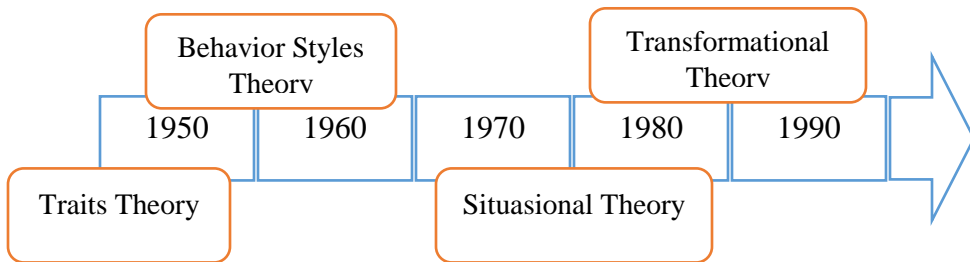 Behavior Styles
Theory
Transformational
Theory
1950
1960
1970
1980
1990
Traits Theory
Situasional Theory